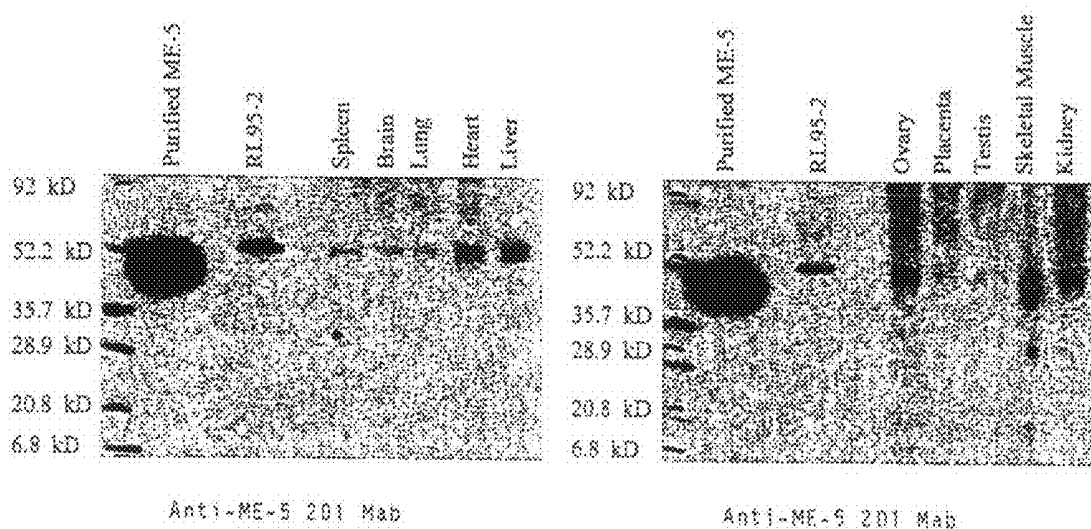 Purified ME-5
RL95-2
Spleen
Brain
Lung
Heart
Liver
92 kD
52.2 kD
35.7 kD
28.9 kD
20.8 kD
6.8 kD
Anti-ME-5 201 Mab
Purified ME-5
RL95-2
Ovary
Placenta
Testis
Skeletal Muscle
Kidney
92 kD
52.2 kD
35.7 kD
28.9 kD
20.8 kD
6.8 kD
Anti-ME-5 201 Mab